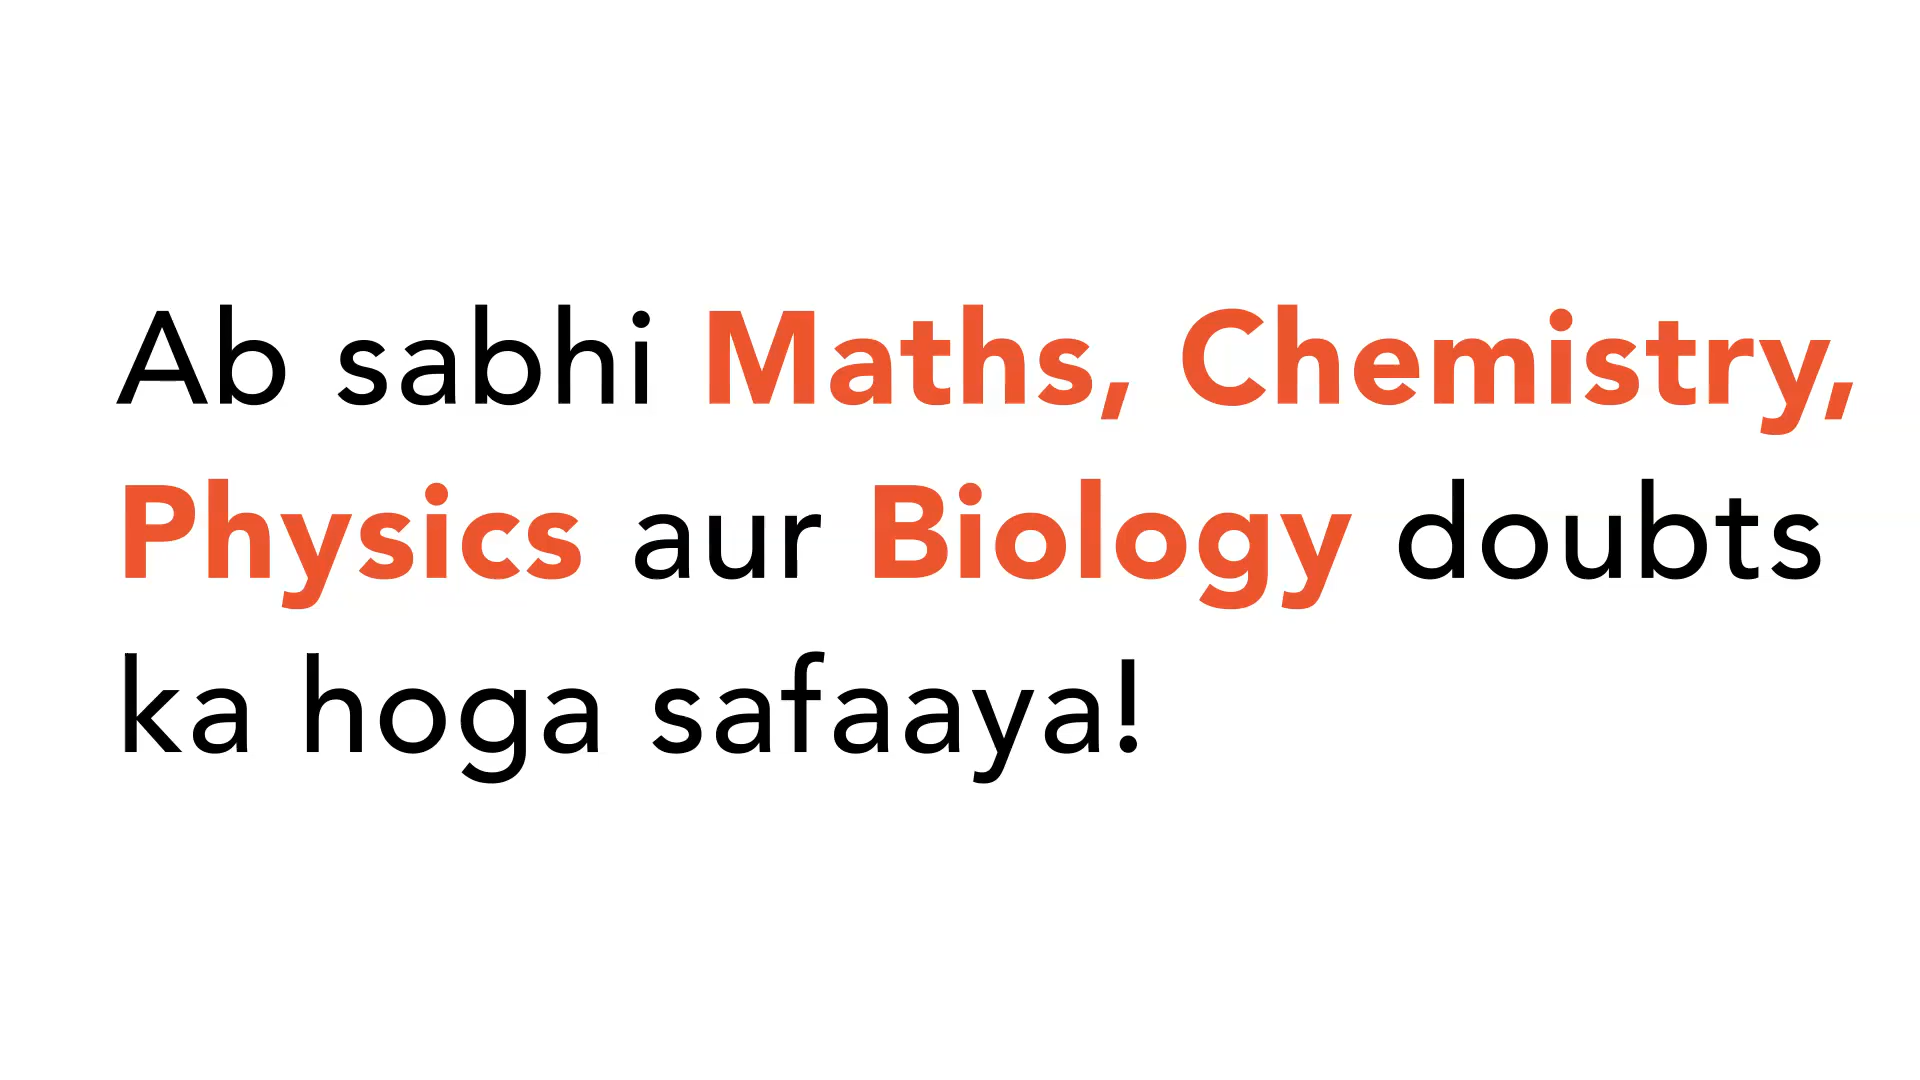 Ab sabhi Maths, Chemistry,
Physics aur Biology doubts
ka hoga safaaya!